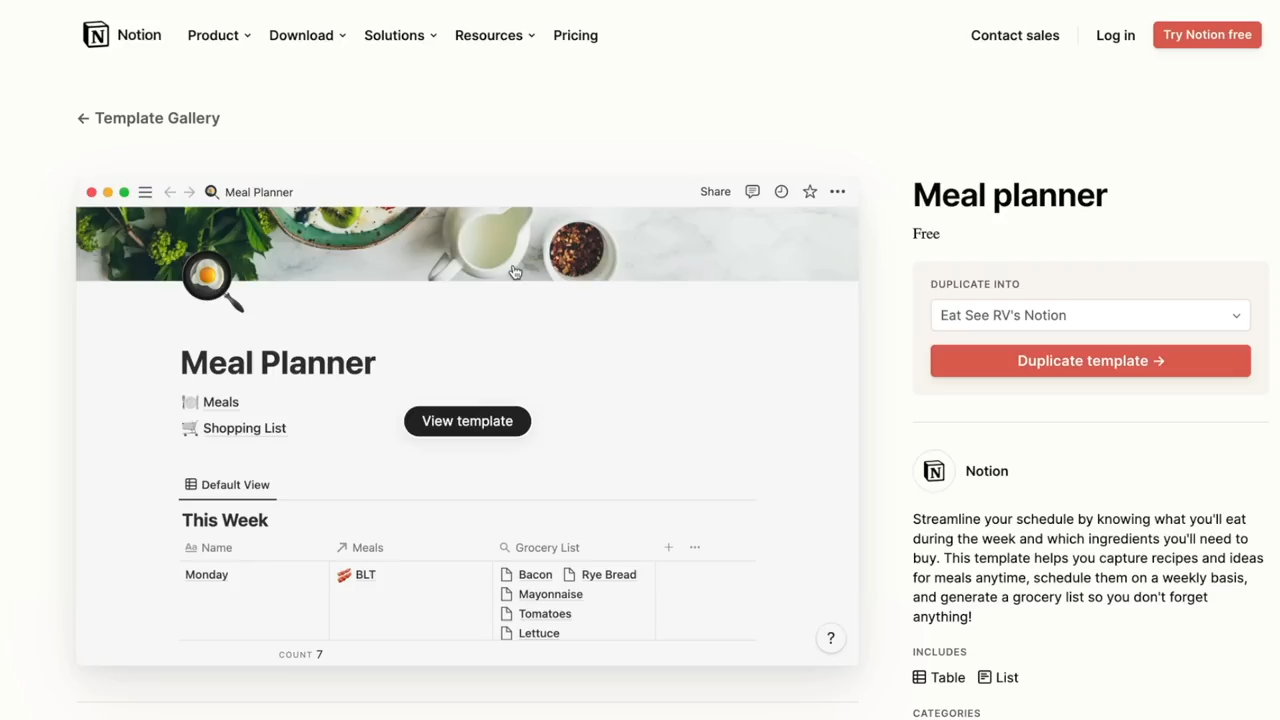 Notion Product Download Solutions Resources Pricing Contact sales Log in Try Notion free
← Template Gallery
Meal Planner Share
Meal Planner
Meals
Shopping List
View template
Default View
This Week
Aa Name Meals Grocery List
Monday BLT Bacon Rye Bread
Mayonnaise
Tomatoes
Lettuce
COUNT 7
?
Meal planner
Free
DUPLICATE INTO
Eat See RV's Notion
Duplicate template →
Notion
Streamline your schedule by knowing what you'll eat
during the week and which ingredients you'll need to
buy. This template helps you capture recipes and ideas
for meals anytime, schedule them on a weekly basis,
and generate a grocery list so you don't forget
anything!
INCLUDES
Table List
CATEGORIES